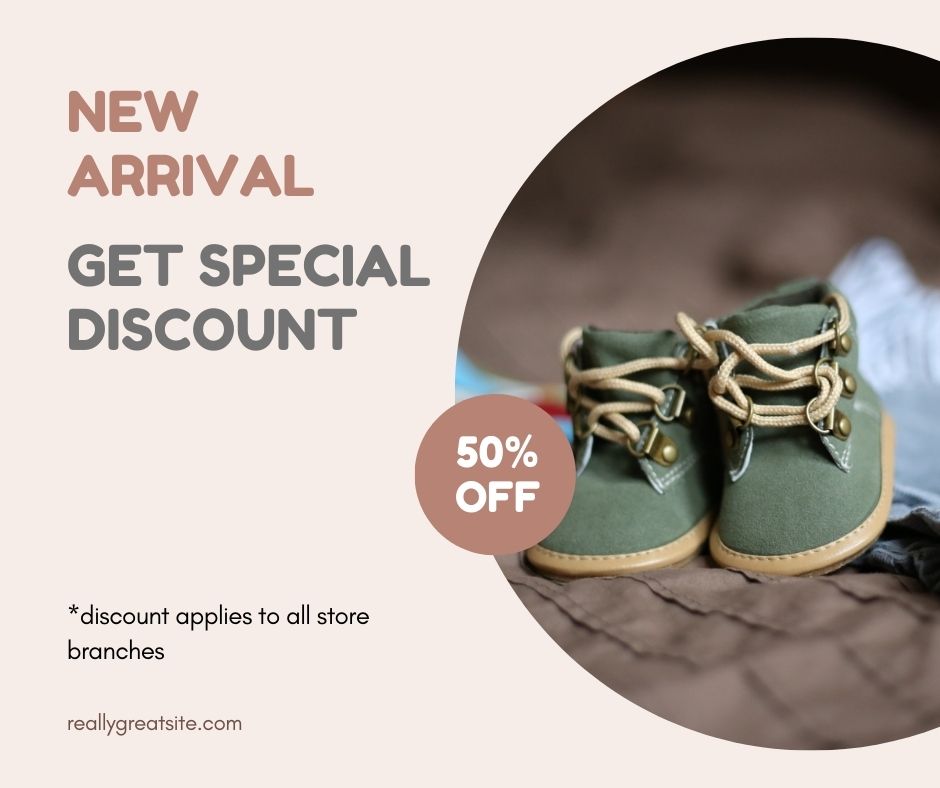 NEW
ARRIVAL
GET SPECIAL
DISCOUNT
50%
OFF
*discount applies to all store
branches
reallygreatsite.com